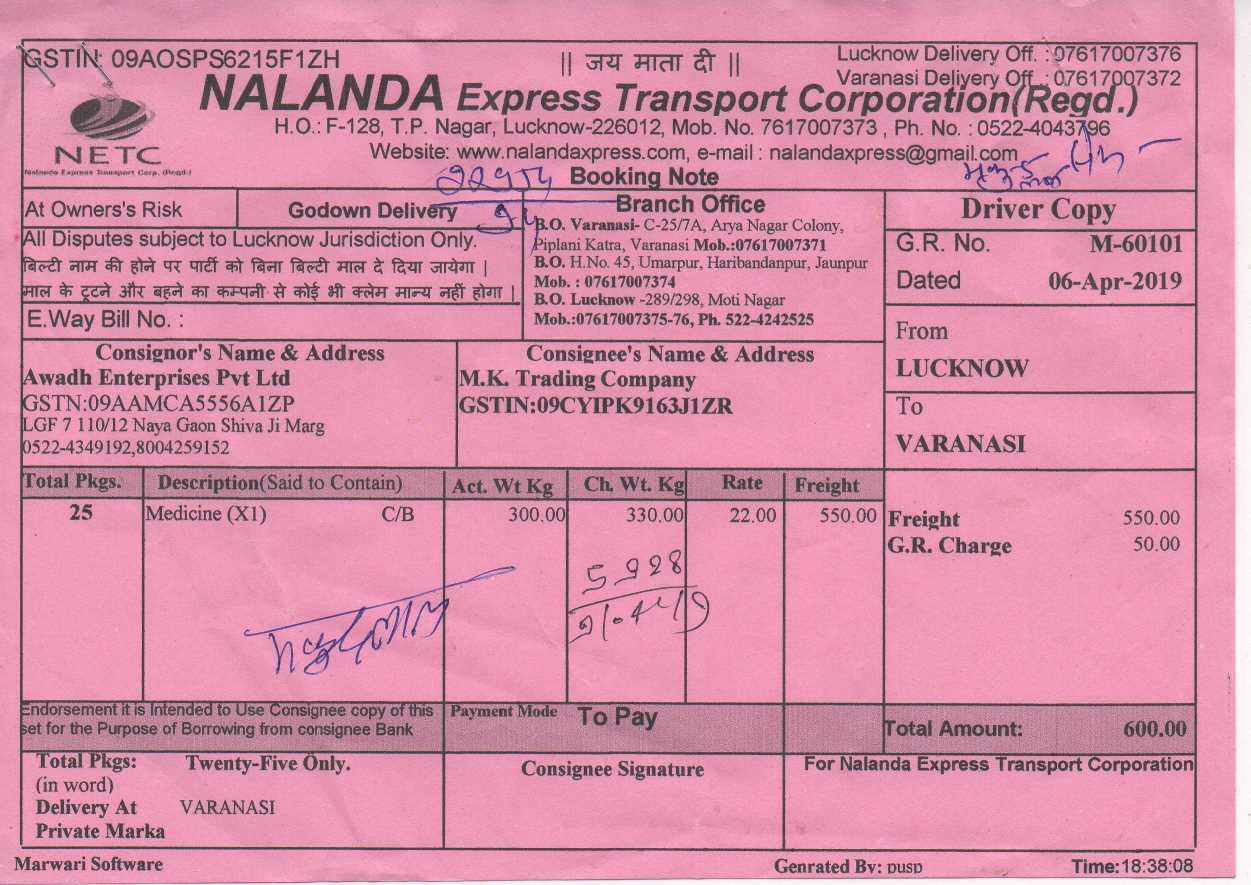 GSTIN: 09AOSPS6215F1ZH
|| जय माता दी ||
Lucknow Delivery Off. : 07617007376
Varanasi Delivery Off. : 07617007372
NALANDA Express Transport Corporation(Regd.)
H.O.: F-128, T.P. Nagar, Lucknow-226012, Mob. No. 7617007373 , Ph. No. : 0522-4043796
Website: www.nalandaxpress.com, e-mail : nalandaxpress@gmail.com
NETC
Nalanda Express Transport Corp. (Regd.)
Booking Note
At Owners's Risk
Godown Delivery
All Disputes subject to Lucknow Jurisdiction Only.
बिल्टी नाम की होने पर पार्टी को बिना बिल्टी माल दे दिया जायेगा |
माल के टूटने और बहने का कम्पनी से कोई भी क्लेम मान्य नहीं होगा |
E.Way Bill No. :
Branch Office
B.O. Varanasi- C-25/7A, Arya Nagar Colony,
Piplani Katra, Varanasi Mob.:07617007371
B.O. H.No. 45, Umarpur, Haribandanpur, Jaunpur
Mob. : 07617007374
B.O. Lucknow -289/298, Moti Nagar
Mob.:07617007375-76, Ph. 522-4242525
Driver Copy
G.R. No. M-60101
Dated 06-Apr-2019
From
LUCKNOW
To
VARANASI
Consignor's Name & Address
Awadh Enterprises Pvt Ltd
GSTN:09AAMCA5556A1ZP
LGF 7 110/12 Naya Gaon Shiva Ji Marg
0522-4349192,8004259152
Consignee's Name & Address
M.K. Trading Company
GSTIN:09CYIPK9163J1ZR
Total Pkgs. Description(Said to Contain) Act. Wt Kg Ch. Wt. Kg Rate Freight
25 Medicine (X1) C/B 300.00 330.00 22.00 550.00
Freight 550.00
G.R. Charge 50.00
Endorsement it is Intended to Use Consignee copy of this
set for the Purpose of Borrowing from consignee Bank
Payment Mode To Pay
Total Amount: 600.00
Total Pkgs: Twenty-Five Only.
(in word)
Delivery At VARANASI
Private Marka
Consignee Signature
For Nalanda Express Transport Corporation
Marwari Software
Genrated By: pusp
Time:18:38:08